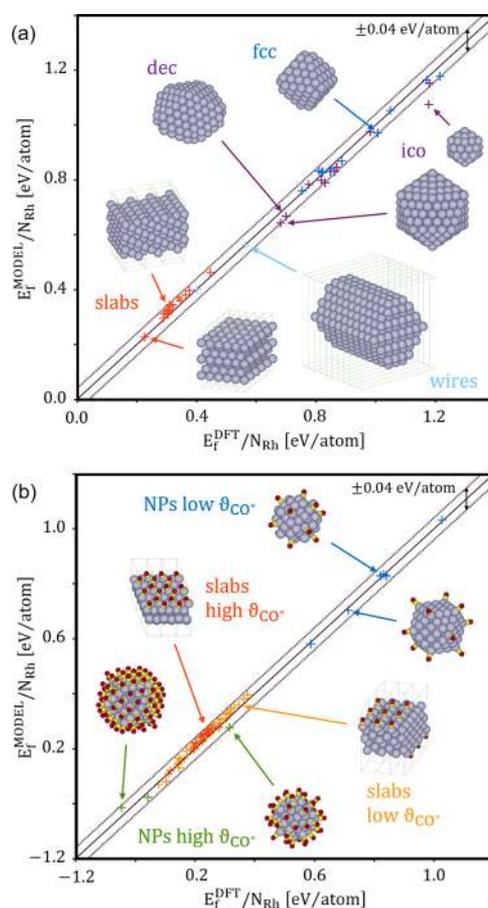 (a)
±0.04 eV/atom
1.2
dec
fcc
ico
0.8
E_f^MODEL/N_Rh [eV/atom]
0.4
slabs
wires
0.0
0.0 0.4 0.8 1.2
E_f^DFT/N_Rh [eV/atom]
(b)
±0.04 eV/atom
1.0
NPs low ϑ_CO*
slabs
high ϑ_CO*
0.6
E_f^MODEL/N_Rh [eV/atom]
0.2
slabs
low ϑ_CO*
NPs high ϑ_CO*
−1.2
−1.2 0.2 0.6 1.0
E_f^DFT/N_Rh [eV/atom]